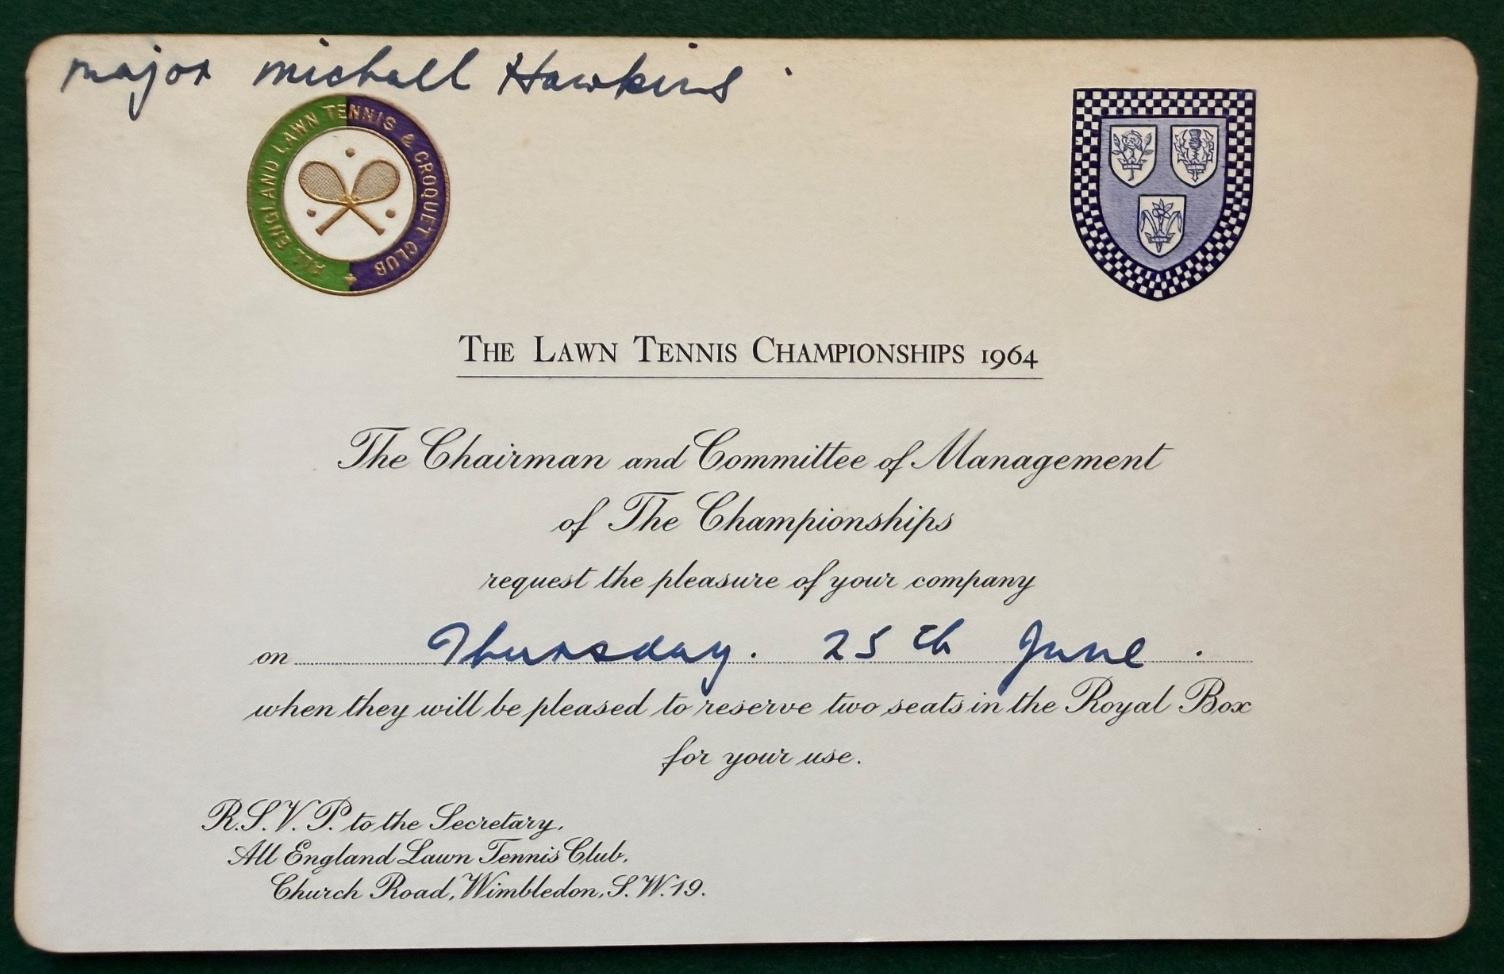 major michell Hawkins
ALL ENGLAND LAWN TENNIS & CROQUET CLUB
THE LAWN TENNIS CHAMPIONSHIPS 1964
The Chairman and Committee of Management
of The Championships
request the pleasure of your company
on Thursday. 25th June.
when they will be pleased to reserve two seats in the Royal Box
for your use.
R.S.V.P. to the Secretary,
All England Lawn Tennis Club,
Church Road, Wimbledon, S.W.19.